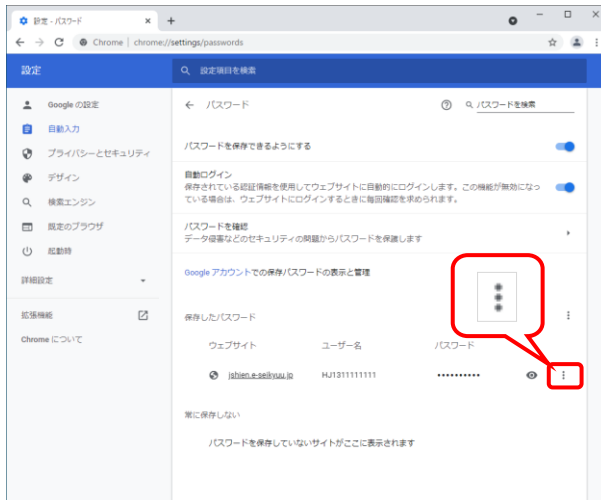 設定 - パスワード
Chrome | chrome://settings/passwords
設定
設定項目を検索
Google の設定
自動入力
プライバシーとセキュリティ
デザイン
検索エンジン
既定のブラウザ
起動時
詳細設定
拡張機能
Chrome について
パスワード
パスワードを検索
パスワードを保存できるようにする
自動ログイン
保存されている認証情報を使用してウェブサイトに自動的にログインします。この機能が無効になっ
ている場合は、ウェブサイトにログインするときに毎回確認を求められます。
パスワードを確認
データ侵害などのセキュリティの問題からパスワードを保護します
Google アカウントでの保存パスワードの表示と管理
保存したパスワード
ウェブサイト ユーザー名 パスワード
jshien.e-seikyuu.jp HJ1311111111 ••••••••••
常に保存しない
パスワードを保存していないサイトがここに表示されます